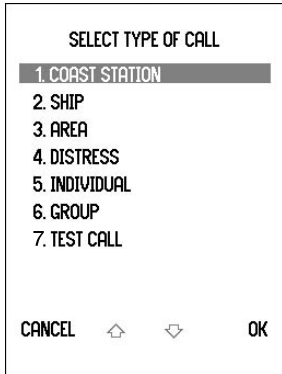 SELECT TYPE OF CALL
1. COAST STATION
2. SHIP
3. AREA
4. DISTRESS
5. INDIVIDUAL
6. GROUP
7. TEST CALL
CANCEL OK